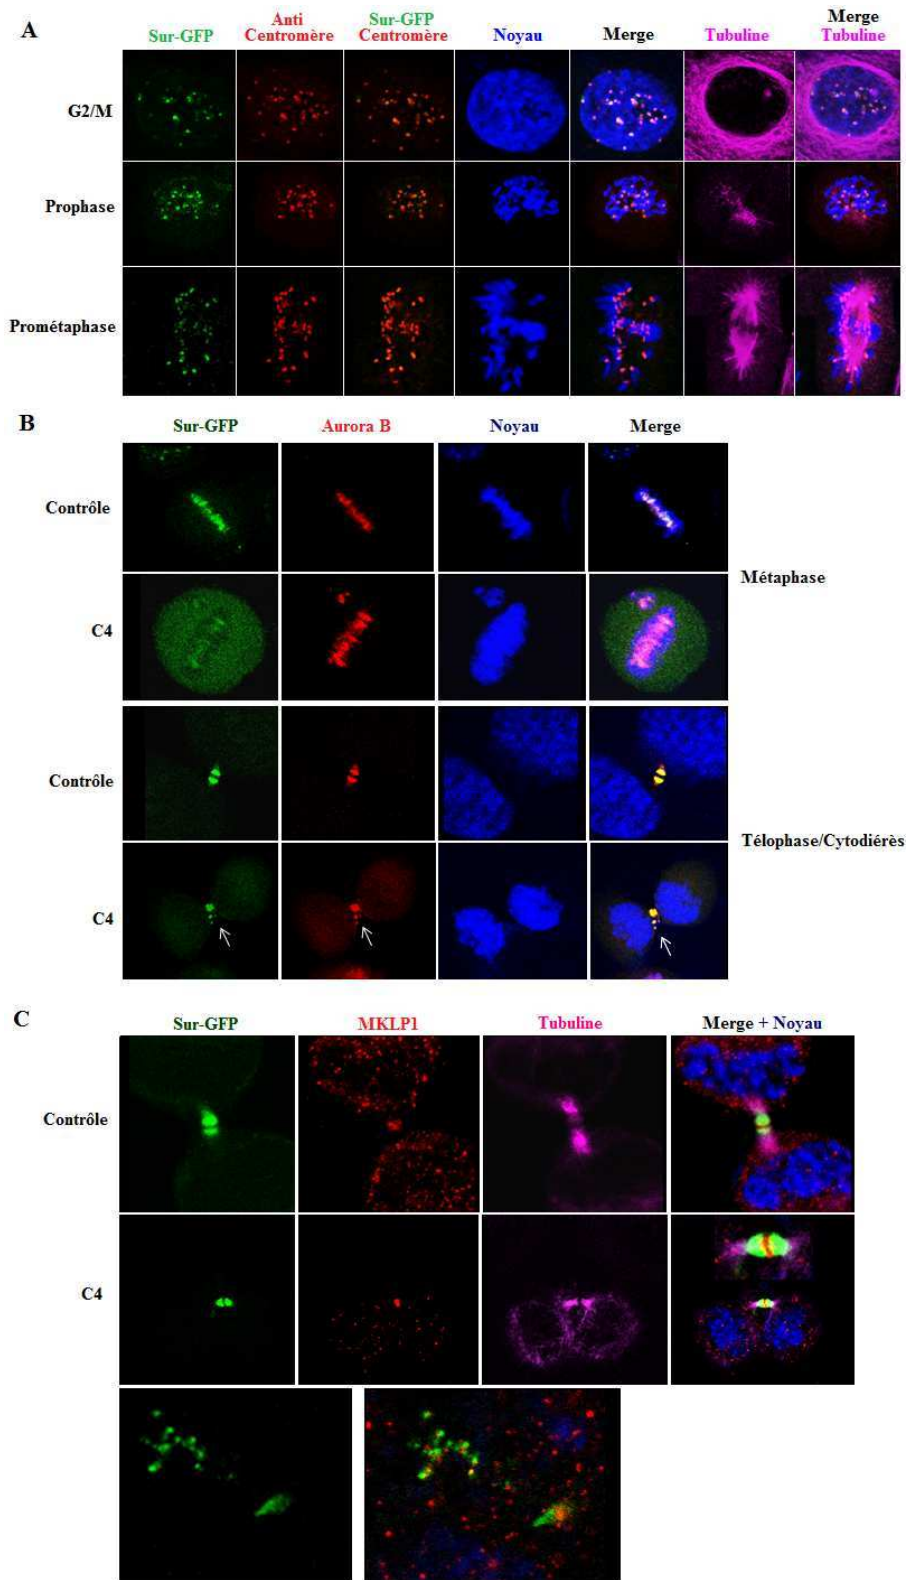 A
Sur-GFP
Anti
Centromère
Sur-GFP
Centromère
Noyau
Merge
Tubuline
Merge
Tubuline
G2/M
Prophase
Prométaphase
B
Sur-GFP
Aurora B
Noyau
Merge
Contrôle
Métaphase
C4
Contrôle
Télophase/Cytodiérès
C4
C
Sur-GFP
MKLP1
Tubuline
Merge + Noyau
Contrôle
C4